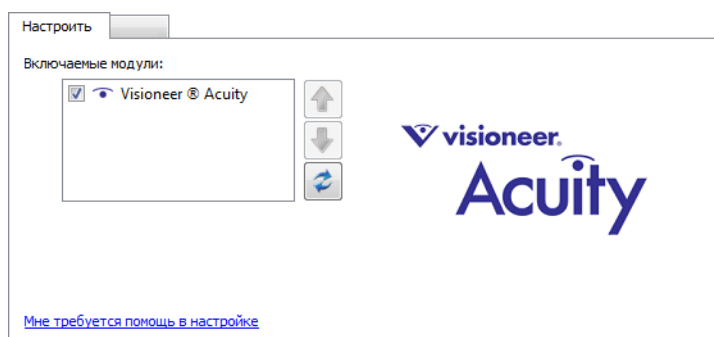 Настроить
Включаемые модули:
Visioneer ® Acuity
visioneer.
Acuity
Мне требуется помощь в настройке